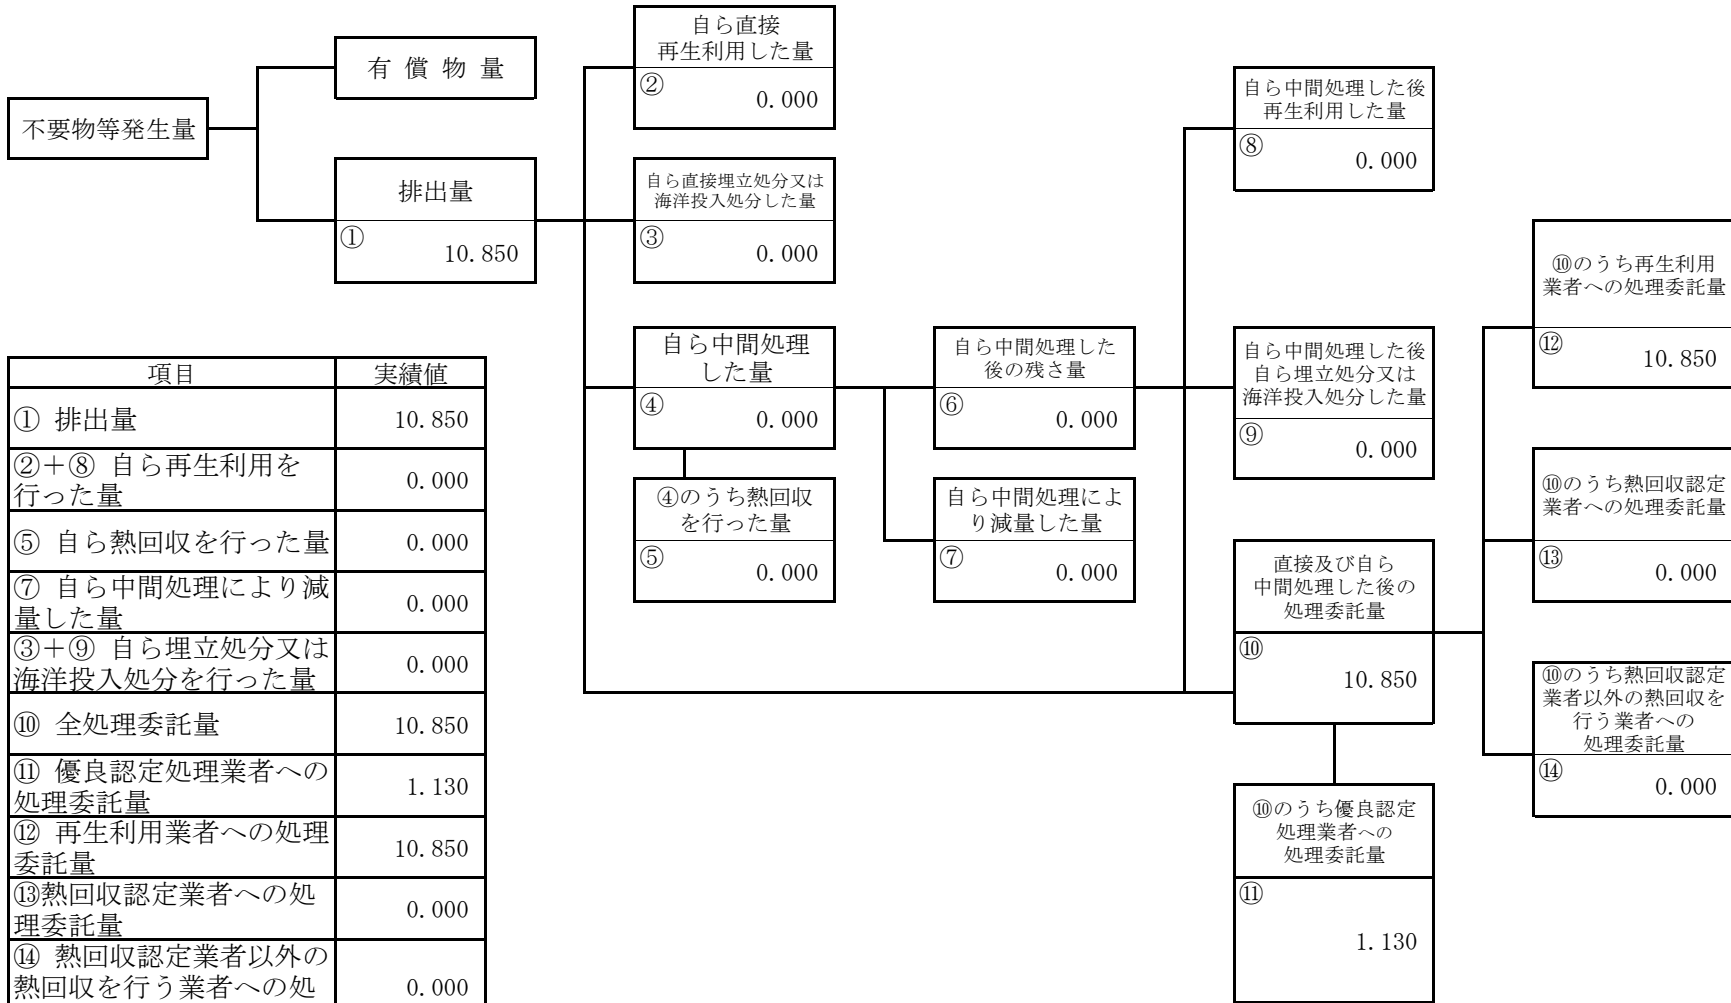 不要物等発生量
有 償 物 量
排出量
①
10.850
自ら直接
再生利用した量
②
0.000
自ら直接埋立処分又は
海洋投入処分した量
③
0.000
自ら中間処理
した量
④
0.000
④のうち熱回収
を行った量
⑤
0.000
自ら中間処理した
後の残さ量
⑥
0.000
自ら中間処理によ
り減量した量
⑦
0.000
自ら中間処理した後
再生利用した量
⑧
0.000
自ら中間処理した後
自ら埋立処分又は
海洋投入処分した量
⑨
0.000
直接及び自ら
中間処理した後の
処理委託量
⑩
10.850
⑩のうち優良認定
処理業者への
処理委託量
⑪
1.130
⑩のうち再生利用
業者への処理委託量
⑫
10.850
⑩のうち熱回収認定
業者への処理委託量
⑬
0.000
⑩のうち熱回収認定
業者以外の熱回収を
行う業者への
処理委託量
⑭
0.000
項目 実績値
① 排出量 10.850
②＋⑧ 自ら再生利用を
行った量 0.000
⑤ 自ら熱回収を行った量 0.000
⑦ 自ら中間処理により減
量した量 0.000
③＋⑨ 自ら埋立処分又は
海洋投入処分を行った量 0.000
⑩ 全処理委託量 10.850
⑪ 優良認定処理業者への
処理委託量 1.130
⑫ 再生利用業者への処理
委託量 10.850
⑬熱回収認定業者への処
理委託量 0.000
⑭ 熱回収認定業者以外の
熱回収を行う業者への処 0.000